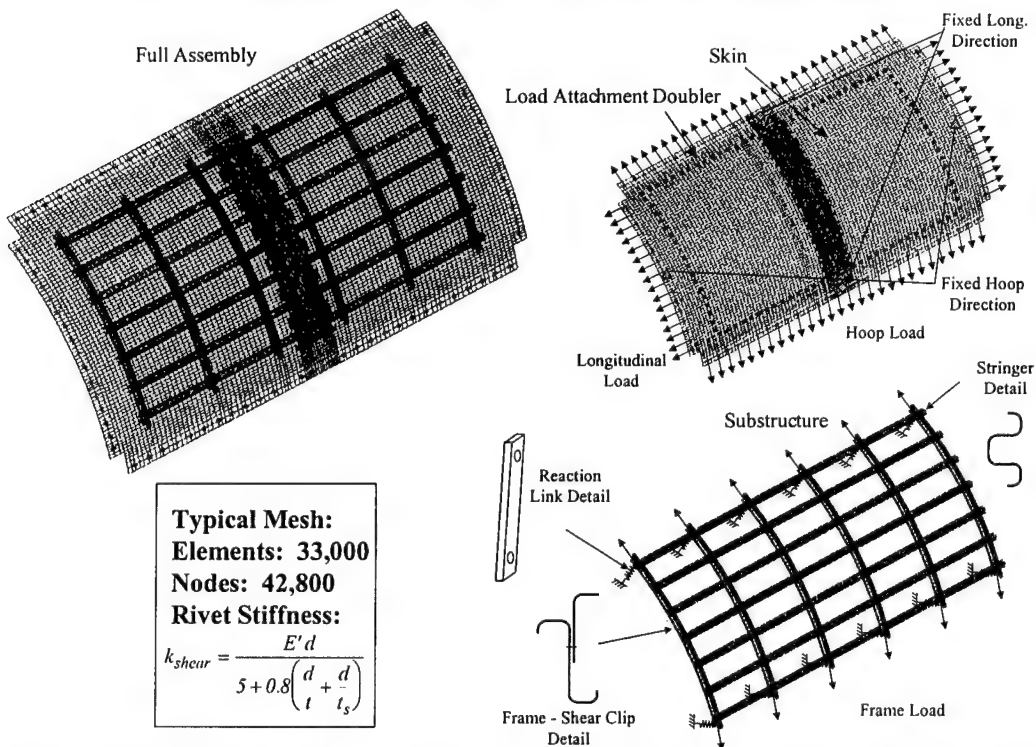 Full Assembly
Fixed Long.
Direction
Skin
Load Attachment Doubler
Fixed Hoop
Direction
Hoop Load
Longitudinal
Load
Stringer
Detail
Substructure
Reaction
Link Detail
Typical Mesh:
Elements: 33,000
Nodes: 42,800
Rivet Stiffness:
k_shear = E'd / (5+0.8(d/t + d/t_s))
Frame - Shear Clip
Detail
Frame Load